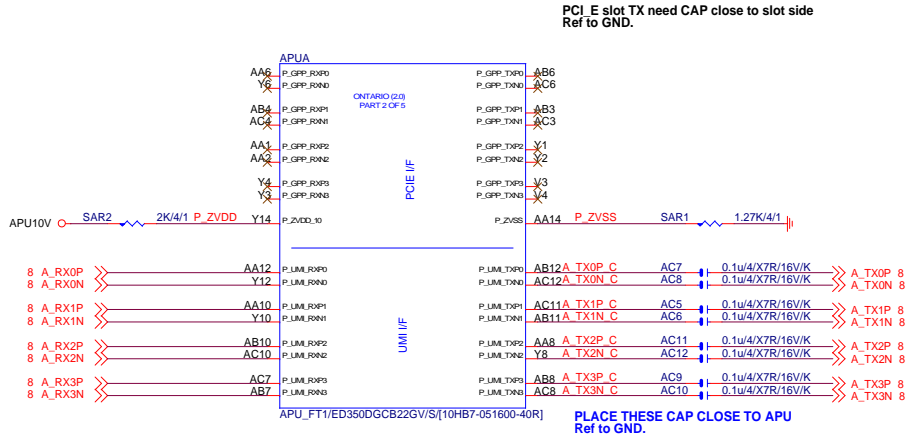 PCI_E slot TX need CAP close to slot side
Ref to GND.
APUA
AA6 P_GPP_RXP0 P_GPP_TXP0 AB6
Y6 P_GPP_RXN0 P_GPP_TXN0 AC6
ONTARIO (2.0)
PART 2 OF 5
AB4 P_GPP_RXP1 P_GPP_TXP1 AB3
AC4 P_GPP_RXN1 P_GPP_TXN1 AC3
AA1 P_GPP_RXP2 P_GPP_TXP2 Y1
AA2 P_GPP_RXN2 P_GPP_TXN2 Y2
PCIE I/F
Y4 P_GPP_RXP3 P_GPP_TXP3 V3
Y3 P_GPP_RXN3 P_GPP_TXN3 V4
APU10V SAR2 2K/4/1 P_ZVDD Y14 P_ZVDD_10 P_ZVSS AA14 P_ZVSS SAR1 1.27K/4/1
8 A_RX0P AA12 P_UMI_RXP0 P_UMI_TXP0 AB12 A_TX0P_C AC7 0.1u/4/X7R/16V/K A_TX0P 8
8 A_RX0N Y12 P_UMI_RXN0 P_UMI_TXN0 AC12 A_TX0N_C AC8 0.1u/4/X7R/16V/K A_TX0N 8
8 A_RX1P AA10 P_UMI_RXP1 P_UMI_TXP1 AC11 A_TX1P_C AC5 0.1u/4/X7R/16V/K A_TX1P 8
8 A_RX1N Y10 P_UMI_RXN1 P_UMI_TXN1 AB11 A_TX1N_C AC6 0.1u/4/X7R/16V/K A_TX1N 8
UMI I/F
8 A_RX2P AB10 P_UMI_RXP2 P_UMI_TXP2 AA8 A_TX2P_C AC11 0.1u/4/X7R/16V/K A_TX2P 8
8 A_RX2N AC10 P_UMI_RXN2 P_UMI_TXN2 Y8 A_TX2N_C AC12 0.1u/4/X7R/16V/K A_TX2N 8
8 A_RX3P AC7 P_UMI_RXP3 P_UMI_TXP3 AB8 A_TX3P_C AC9 0.1u/4/X7R/16V/K A_TX3P 8
8 A_RX3N AB7 P_UMI_RXN3 P_UMI_TXN3 AC8 A_TX3N_C AC10 0.1u/4/X7R/16V/K A_TX3N 8
APU_FT1/ED350DGCB22GV/S/[10HB7-051600-40R]
PLACE THESE CAP CLOSE TO APU
Ref to GND.